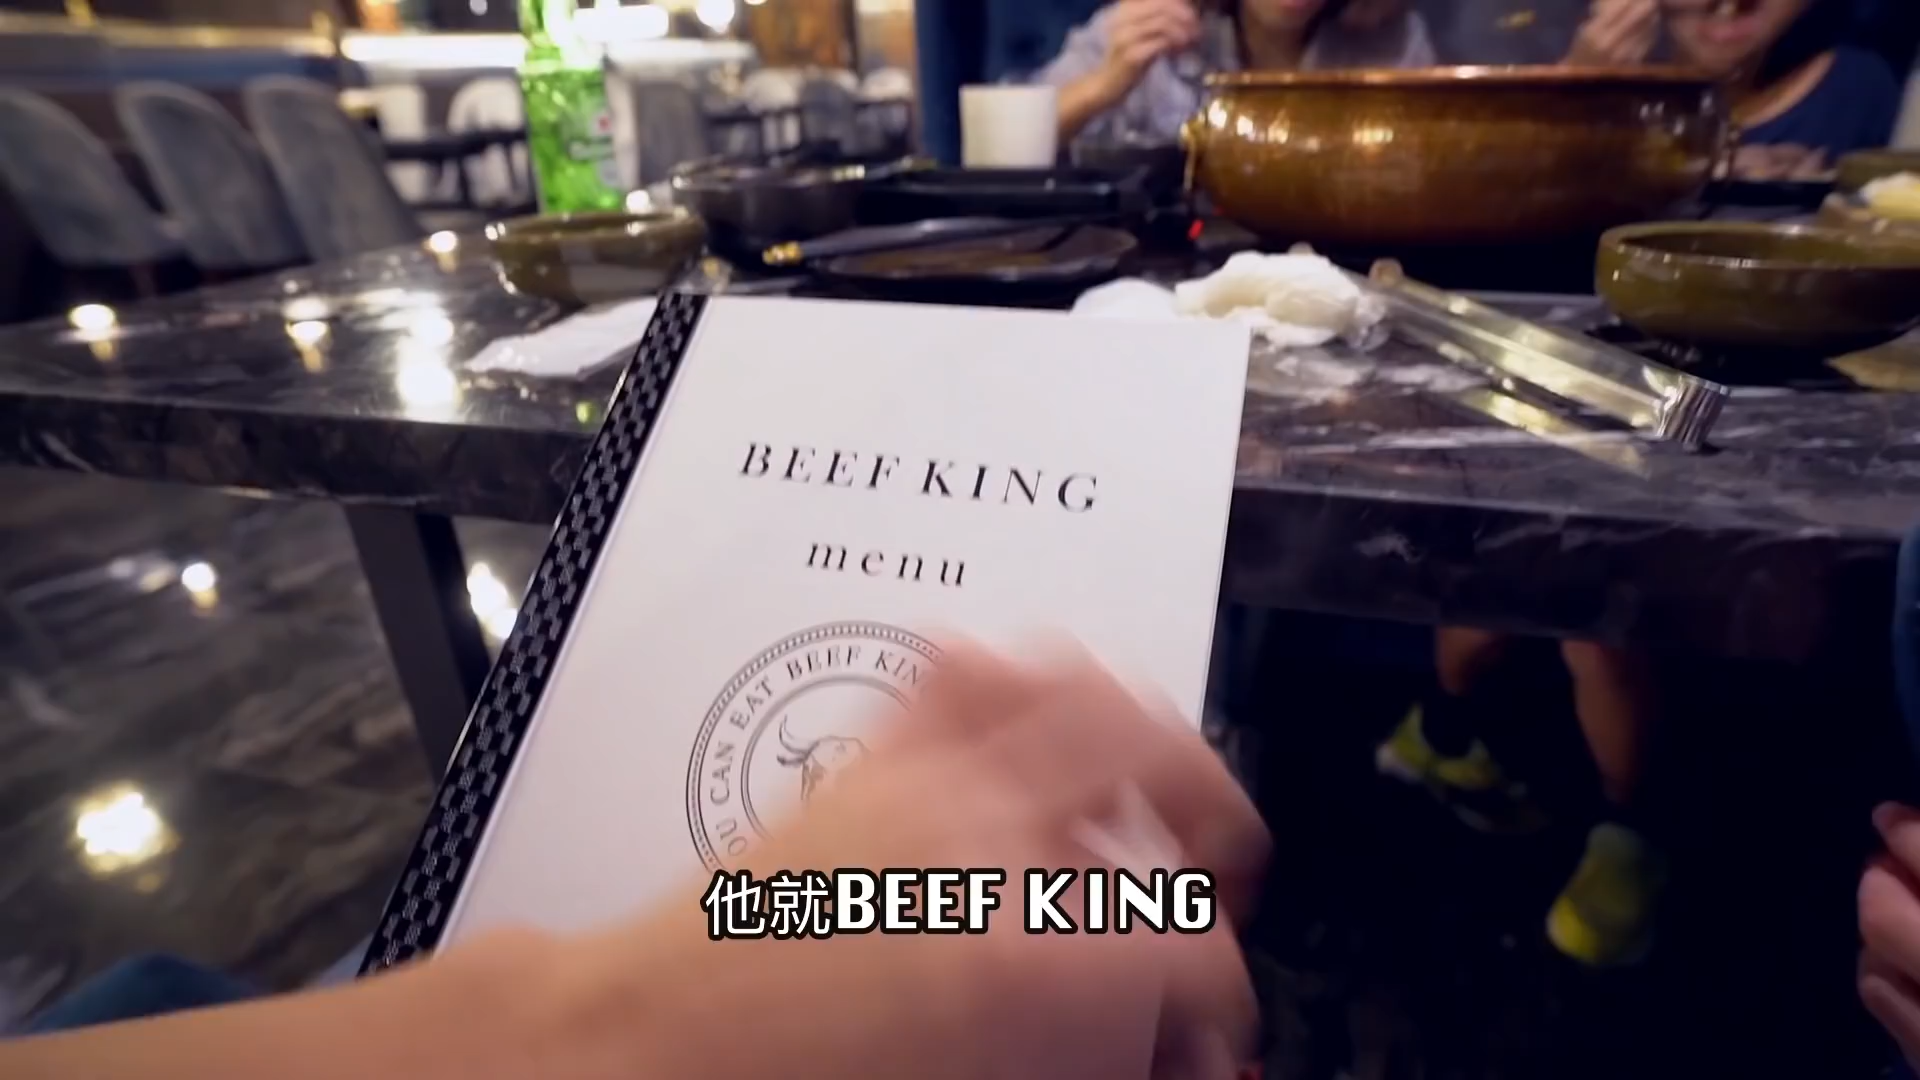 BEEF KING
menu
OU CAN EAT BEEF KIN
他就BEEF KING